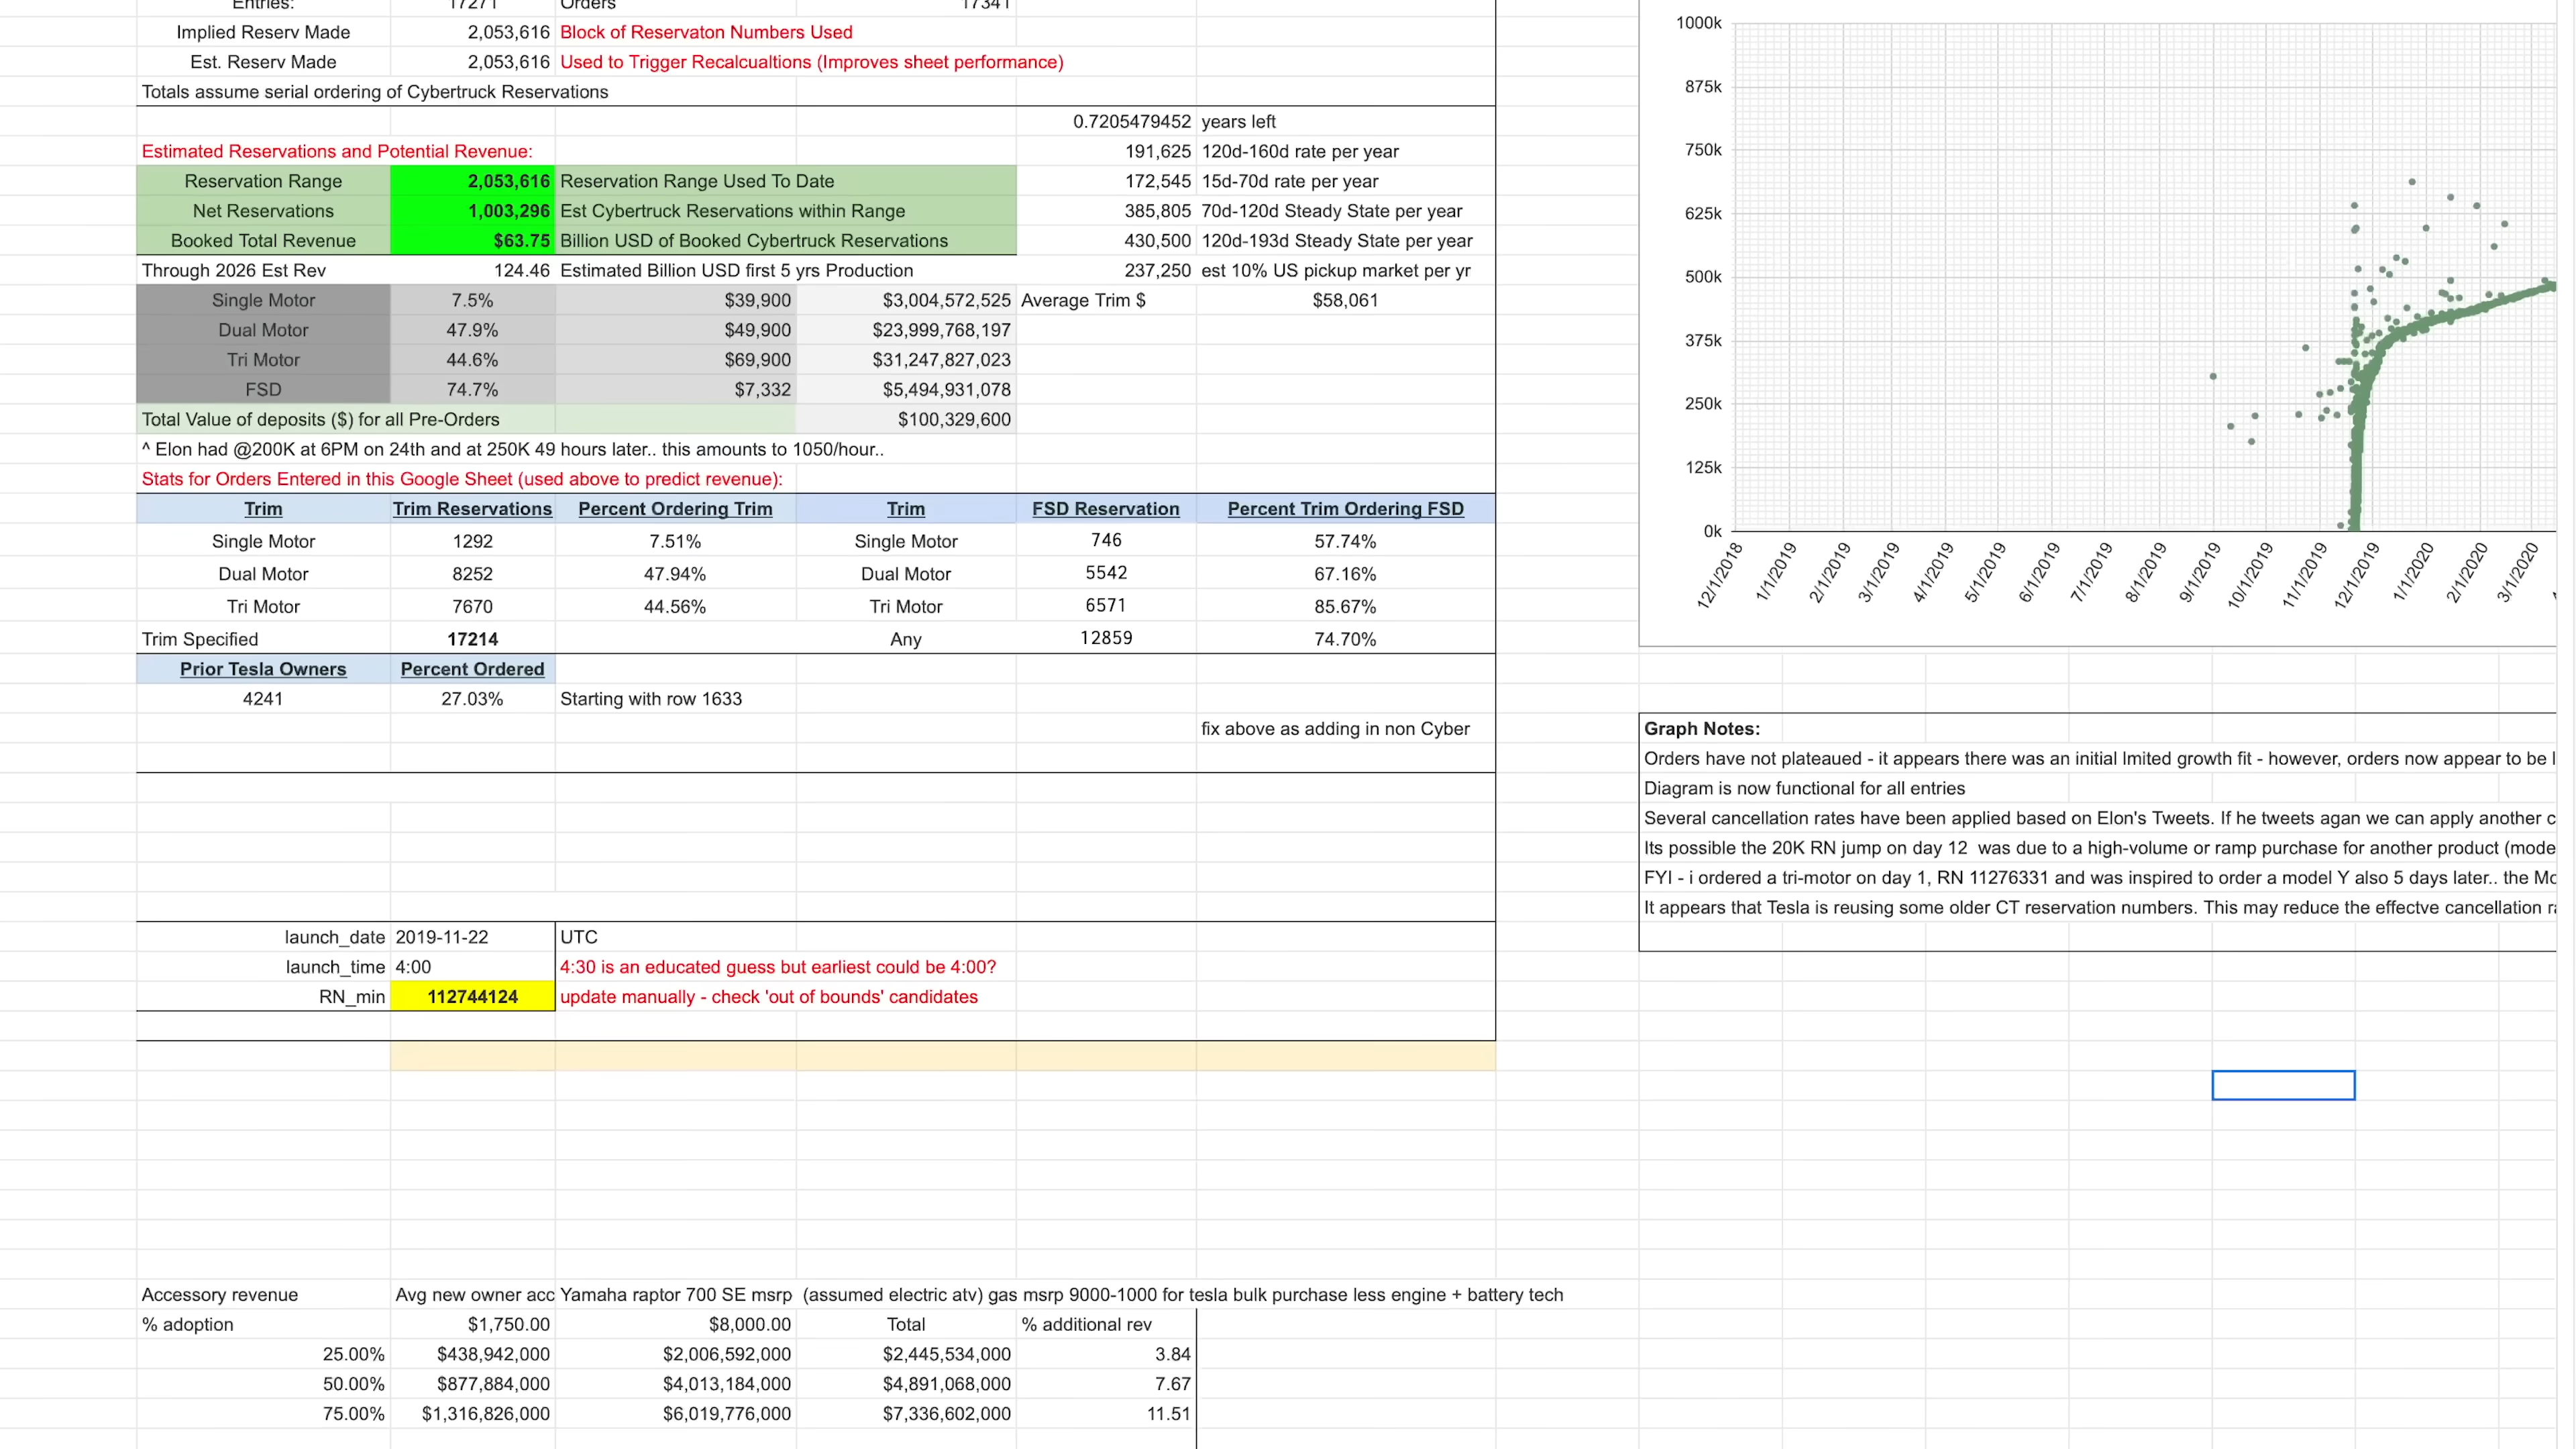 Entries: 17271 Orders 17341
Implied Reserv Made 2,053,616 Block of Reservaton Numbers Used
Est. Reserv Made 2,053,616 Used to Trigger Recalcualtions (Improves sheet performance)
Totals assume serial ordering of Cybertruck Reservations
0.7205479452 years left
Estimated Reservations and Potential Revenue: 191,625 120d-160d rate per year
Reservation Range 2,053,616 Reservation Range Used To Date 172,545 15d-70d rate per year
Net Reservations 1,003,296 Est Cybertruck Reservations within Range 385,805 70d-120d Steady State per year
Booked Total Revenue $63.75 Billion USD of Booked Cybertruck Reservations 430,500 120d-193d Steady State per year
Through 2026 Est Rev 124.46 Estimated Billion USD first 5 yrs Production 237,250 est 10% US pickup market per yr
Single Motor 7.5% $39,900 $3,004,572,525 Average Trim $ $58,061
Dual Motor 47.9% $49,900 $23,999,768,197
Tri Motor 44.6% $69,900 $31,247,827,023
FSD 74.7% $7,332 $5,494,931,078
Total Value of deposits ($) for all Pre-Orders $100,329,600
^ Elon had @200K at 6PM on 24th and at 250K 49 hours later.. this amounts to 1050/hour..
Stats for Orders Entered in this Google Sheet (used above to predict revenue):
Trim Trim Reservations Percent Ordering Trim Trim FSD Reservation Percent Trim Ordering FSD
Single Motor 1292 7.51% Single Motor 746 57.74%
Dual Motor 8252 47.94% Dual Motor 5542 67.16%
Tri Motor 7670 44.56% Tri Motor 6571 85.67%
Trim Specified 17214 Any 12859 74.70%
Prior Tesla Owners Percent Ordered
4241 27.03% Starting with row 1633
fix above as adding in non Cyber
launch_date 2019-11-22 UTC
launch_time 4:00 4:30 is an educated guess but earliest could be 4:00?
RN_min 112744124 update manually - check 'out of bounds' candidates
Accessory revenue Avg new owner acc Yamaha raptor 700 SE msrp (assumed electric atv) gas msrp 9000-1000 for tesla bulk purchase less engine + battery tech
% adoption $1,750.00 $8,000.00 Total % additional rev
25.00% $438,942,000 $2,006,592,000 $2,445,534,000 3.84
50.00% $877,884,000 $4,013,184,000 $4,891,068,000 7.67
75.00% $1,316,826,000 $6,019,776,000 $7,336,602,000 11.51
1000k
875k
750k
625k
500k
375k
250k
125k
0k
12/1/2018 1/1/2019 2/1/2019 3/1/2019 4/1/2019 5/1/2019 6/1/2019 7/1/2019 8/1/2019 9/1/2019 10/1/2019 11/1/2019 12/1/2019 1/1/2020 2/1/2020 3/1/2020
Graph Notes:
Orders have not plateaued - it appears there was an initial lmited growth fit - however, orders now appear to be
Diagram is now functional for all entries
Several cancellation rates have been applied based on Elon's Tweets. If he tweets agan we can apply another
Its possible the 20K RN jump on day 12 was due to a high-volume or ramp purchase for another product (mode
FYI - i ordered a tri-motor on day 1, RN 11276331 and was inspired to order a model Y also 5 days later.. the
It appears that Tesla is reusing some older CT reservation numbers. This may reduce the effectve cancellation